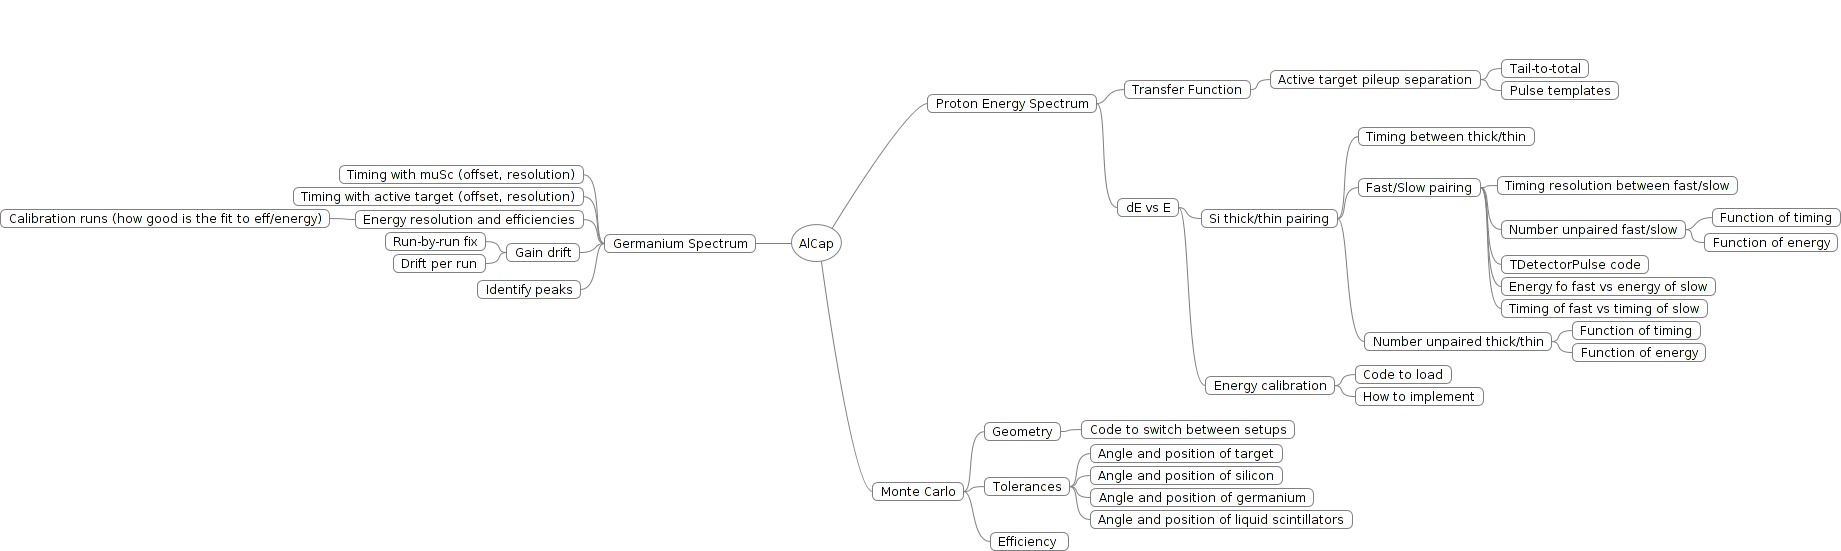 AlCap
Proton Energy Spectrum
Transfer Function
Active target pileup separation
Tail-to-total
Pulse templates
dE vs E
Si thick/thin pairing
Timing between thick/thin
Fast/Slow pairing
Timing resolution between fast/slow
Number unpaired fast/slow
Function of timing
Function of energy
TDetectorPulse code
Energy fo fast vs energy of slow
Timing of fast vs timing of slow
Number unpaired thick/thin
Function of timing
Function of energy
Energy calibration
Code to load
How to implement
Monte Carlo
Geometry
Code to switch between setups
Tolerances
Angle and position of target
Angle and position of silicon
Angle and position of germanium
Angle and position of liquid scintillators
Efficiency
Germanium Spectrum
Timing with muSc (offset, resolution)
Timing with active target (offset, resolution)
Energy resolution and efficiencies
Calibration runs (how good is the fit to eff/energy)
Gain drift
Run-by-run fix
Drift per run
Identify peaks